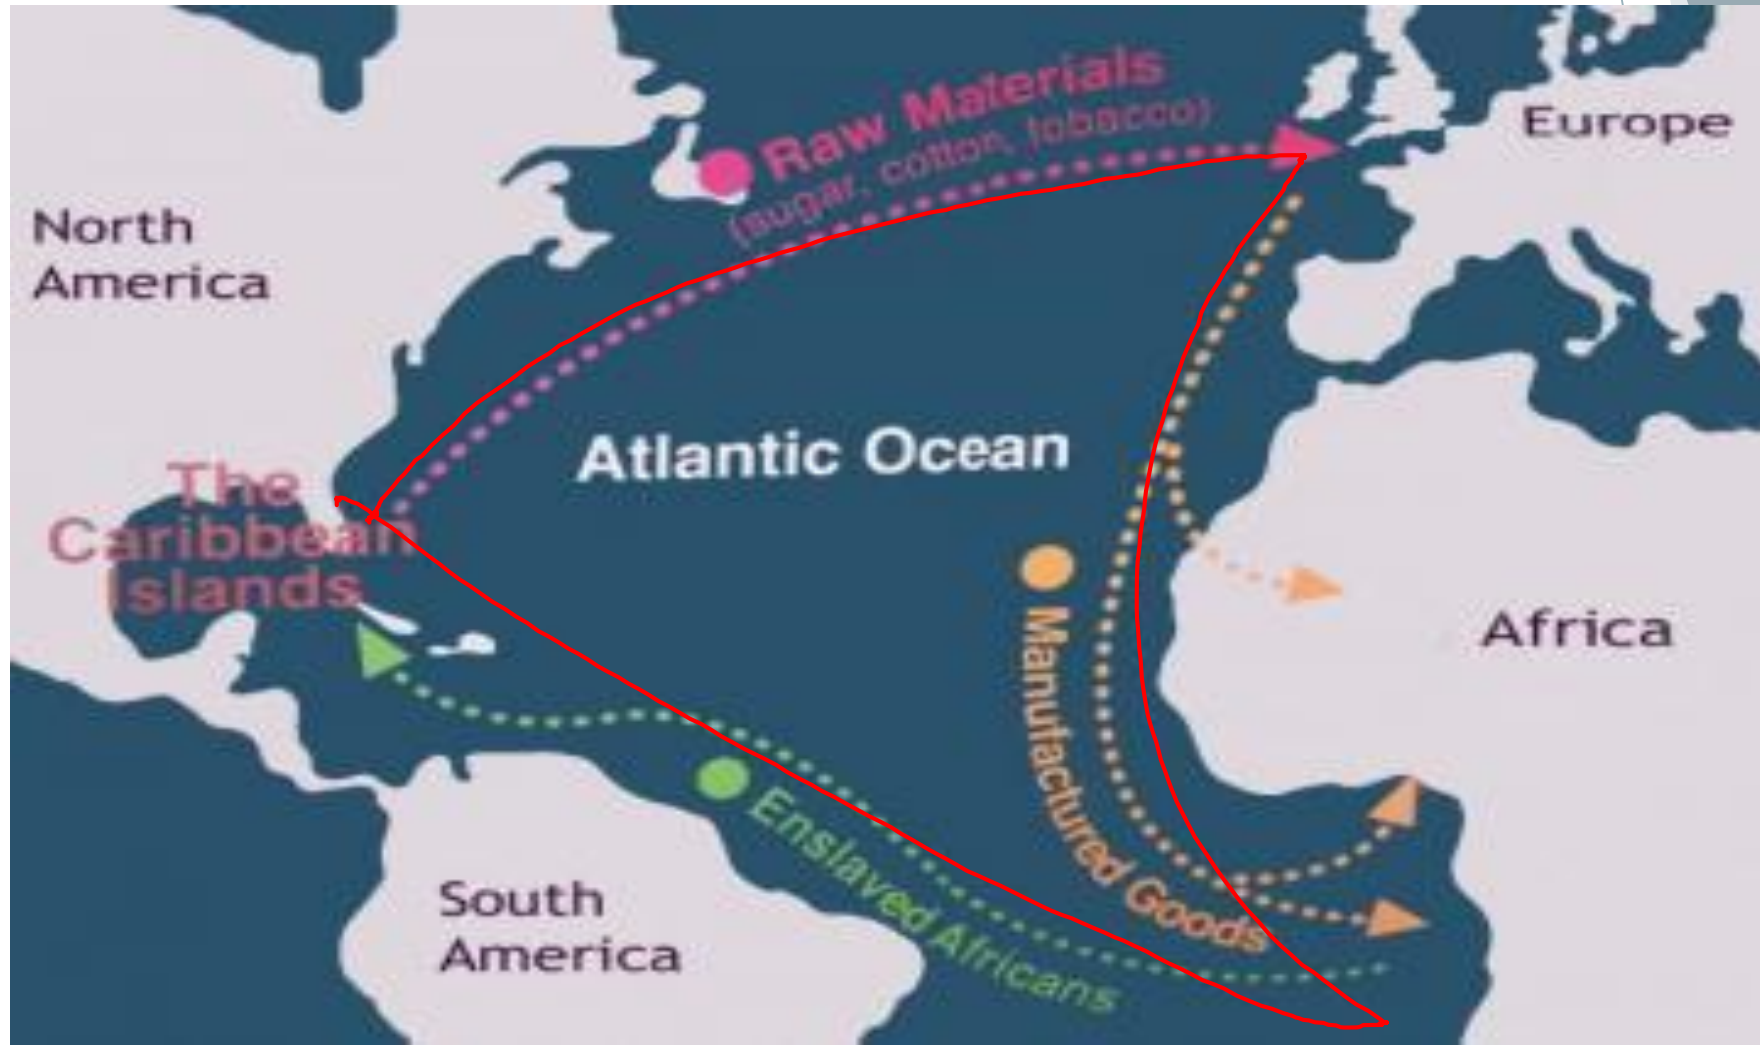 Raw Materials
(sugar, cotton, tobacco)
Europe
North
America
Atlantic Ocean
The
Caribbean
Islands
Manufactured Goods
Africa
Enslaved Africans
South
America